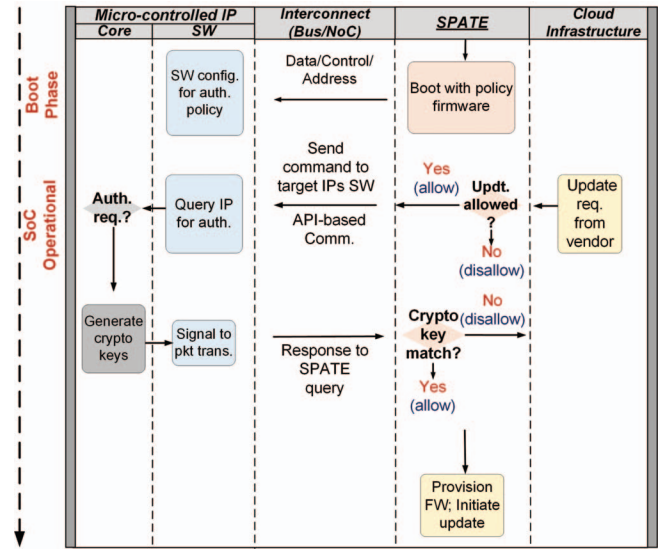 Micro-controlled IP
Core
SW
Interconnect
(Bus/NoC)
SPATE
Cloud
Infrastructure
Boot
Phase
SW config.
for auth.
policy
Data/Control/
Address
Boot with policy
firmware
SoC
Operational
Auth.
req.?
Query IP
for auth.
Send
command to
target IPs SW
API-based
Comm.
Yes
(allow)
Updt.
allowed
?
No
(disallow)
Update
req.
from
vendor
Generate
crypto
keys
Signal to
pkt trans.
Response to
SPATE
query
Crypto
key
match?
No
(disallow)
Yes
(allow)
Provision
FW; Initiate
update